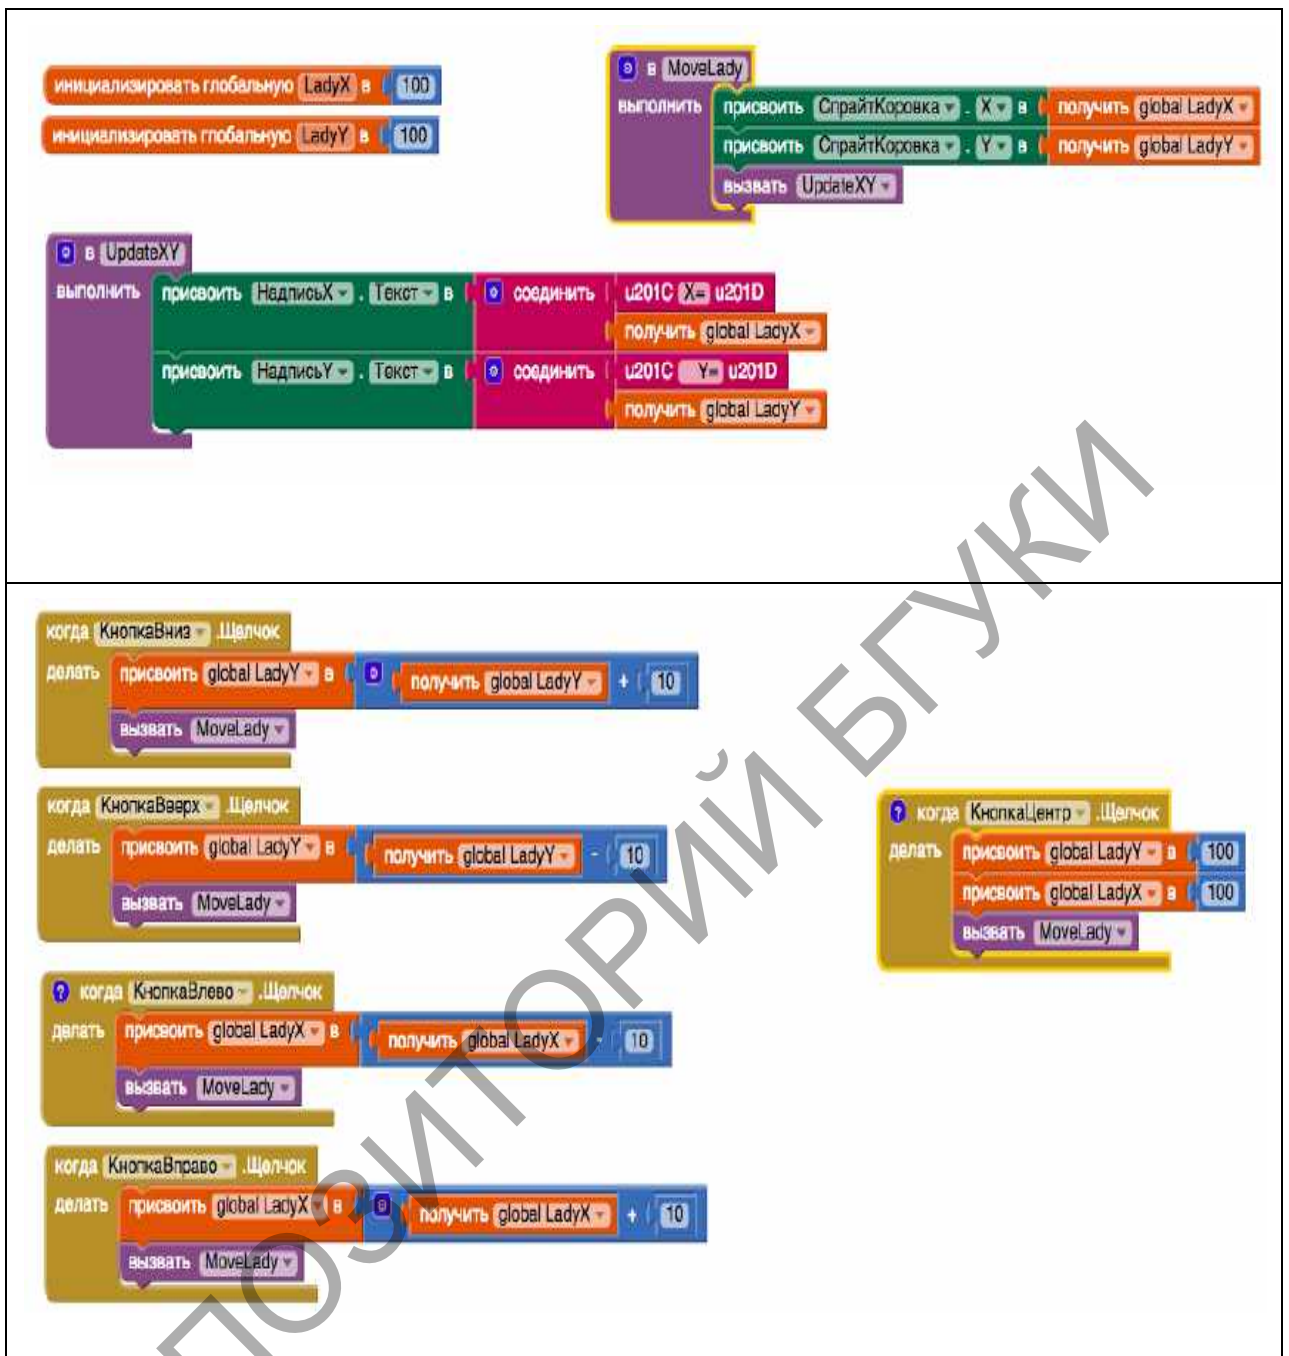 инициализировать глобальную LadyX в 100
инициализировать глобальную LadyY в 100
в MoveLady
выполнить присвоить СпрайтКоровка . X в получить global LadyX
присвоить СпрайтКоровка . Y в получить global LadyY
вызвать UpdateXY
в UpdateXY
выполнить присвоить НадписьX . Текст в соединить u201C X= u201D
получить global LadyX
присвоить НадписьY . Текст в соединить u201C Y= u201D
получить global LadyY
когда КнопкаВниз .Щелчок
делать присвоить global LadyY в получить global LadyY + 10
вызвать MoveLady
когда КнопкаВверх .Щелчок
делать присвоить global LadyY в получить global LadyY - 10
вызвать MoveLady
когда КнопкаВлево .Щелчок
делать присвоить global LadyX в получить global LadyX - 10
вызвать MoveLady
когда КнопкаВправо .Щелчок
делать присвоить global LadyX в получить global LadyX + 10
вызвать MoveLady
? когда КнопкаЦентр .Щелчок
делать присвоить global LadyY в 100
присвоить global LadyX в 100
вызвать MoveLady
ПОЗИТОРИЙ БГУКИ